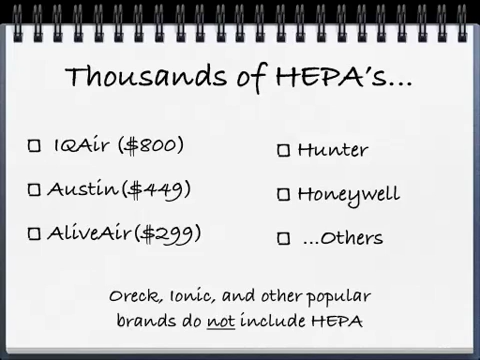 Thousands of HEPA's...
IQAir ($800)
Austin($449)
AliveAir($299)
Hunter
Honeywell
...Others
Oreck, Ionic, and other popular
brands do not include HEPA